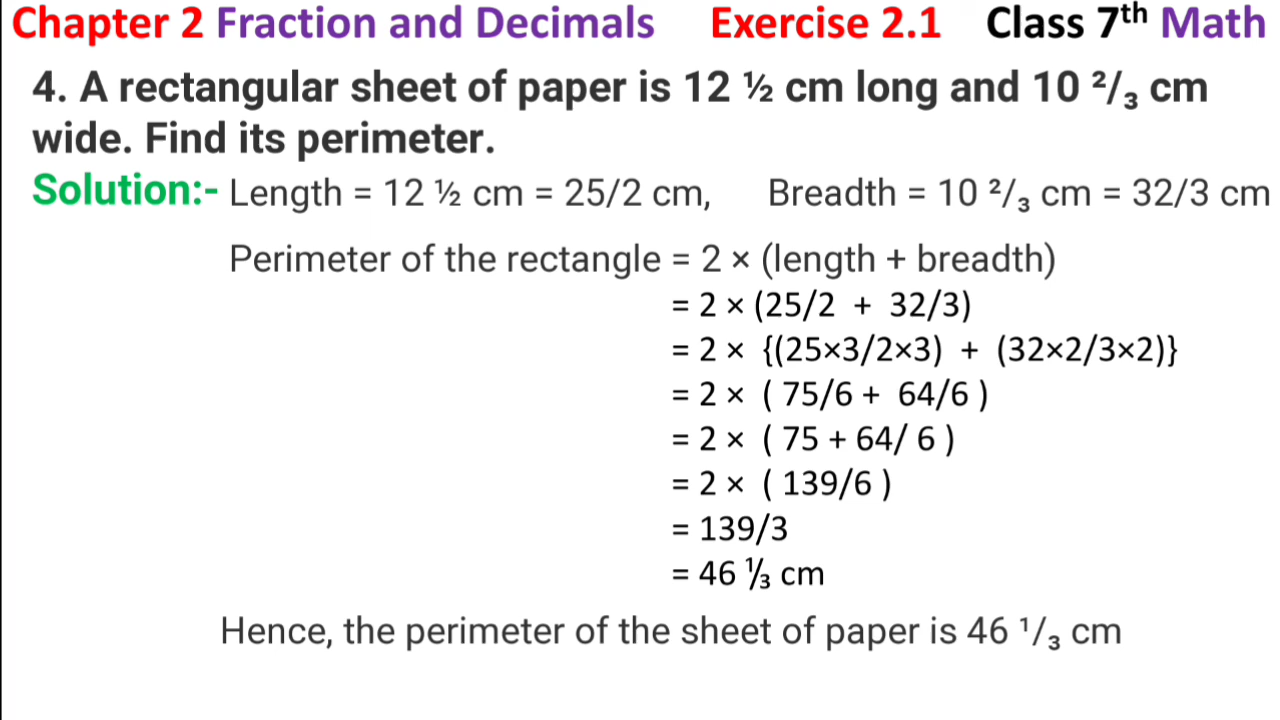 Chapter 2 Fraction and Decimals Exercise 2.1 Class 7th Math
4. A rectangular sheet of paper is 12 ½ cm long and 10 ²/₃ cm
wide. Find its perimeter.
Solution:- Length = 12 ½ cm = 25/2 cm, Breadth = 10 ²/₃ cm = 32/3 cm
Perimeter of the rectangle = 2 × (length + breadth)
= 2 × (25/2 + 32/3)
= 2 × {(25×3/2×3) + (32×2/3×2)}
= 2 × ( 75/6 + 64/6 )
= 2 × ( 75 + 64/ 6 )
= 2 × ( 139/6 )
= 139/3
= 46 ⅓ cm
Hence, the perimeter of the sheet of paper is 46 ¹/₃ cm